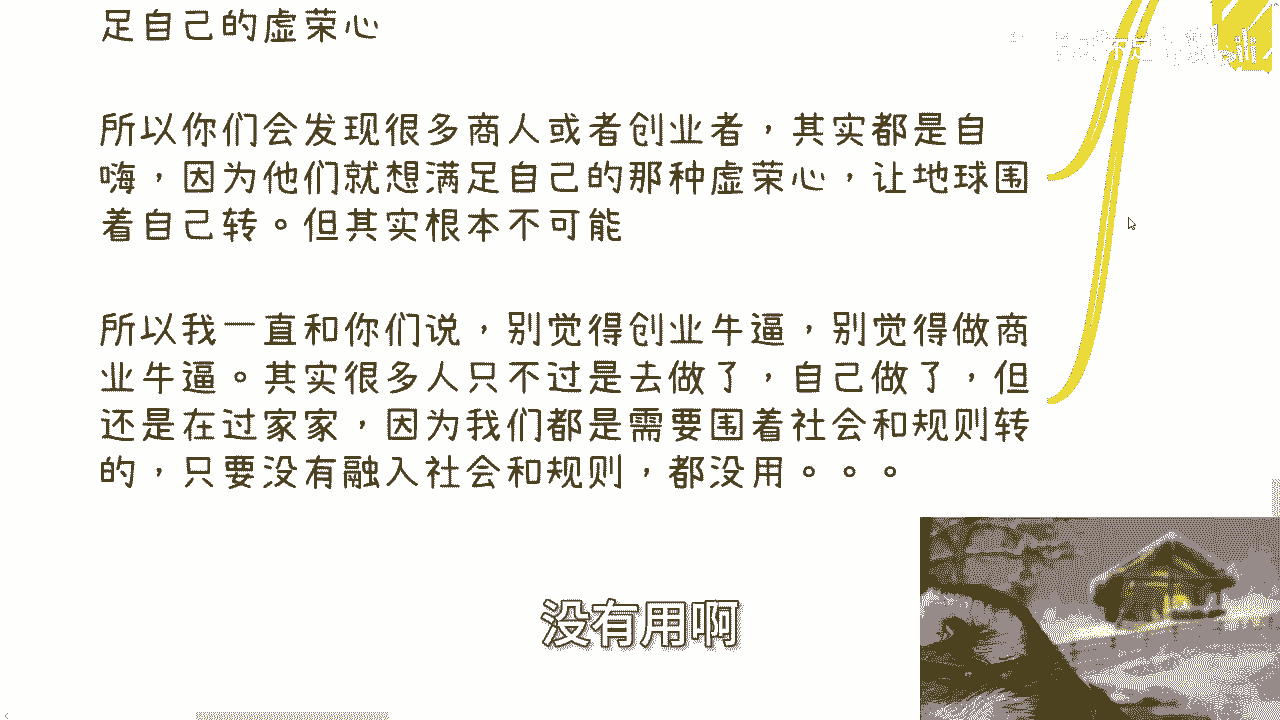 足自己的虚荣心
所以你们会发现很多商人或者创业者，其实都是自
嗨，因为他们就想满足自己的那种虚荣心，让地球围
着自己转。但其实根本不可能
所以我一直和你们说，别觉得创业牛逼，别觉得做商
业牛逼。其实很多人只不过是去做了，自己做了，但
还是在过家家，因为我们都是需要围着社会和规则转
的，只要没有融入社会和规则，都没用。。。
没有用啊